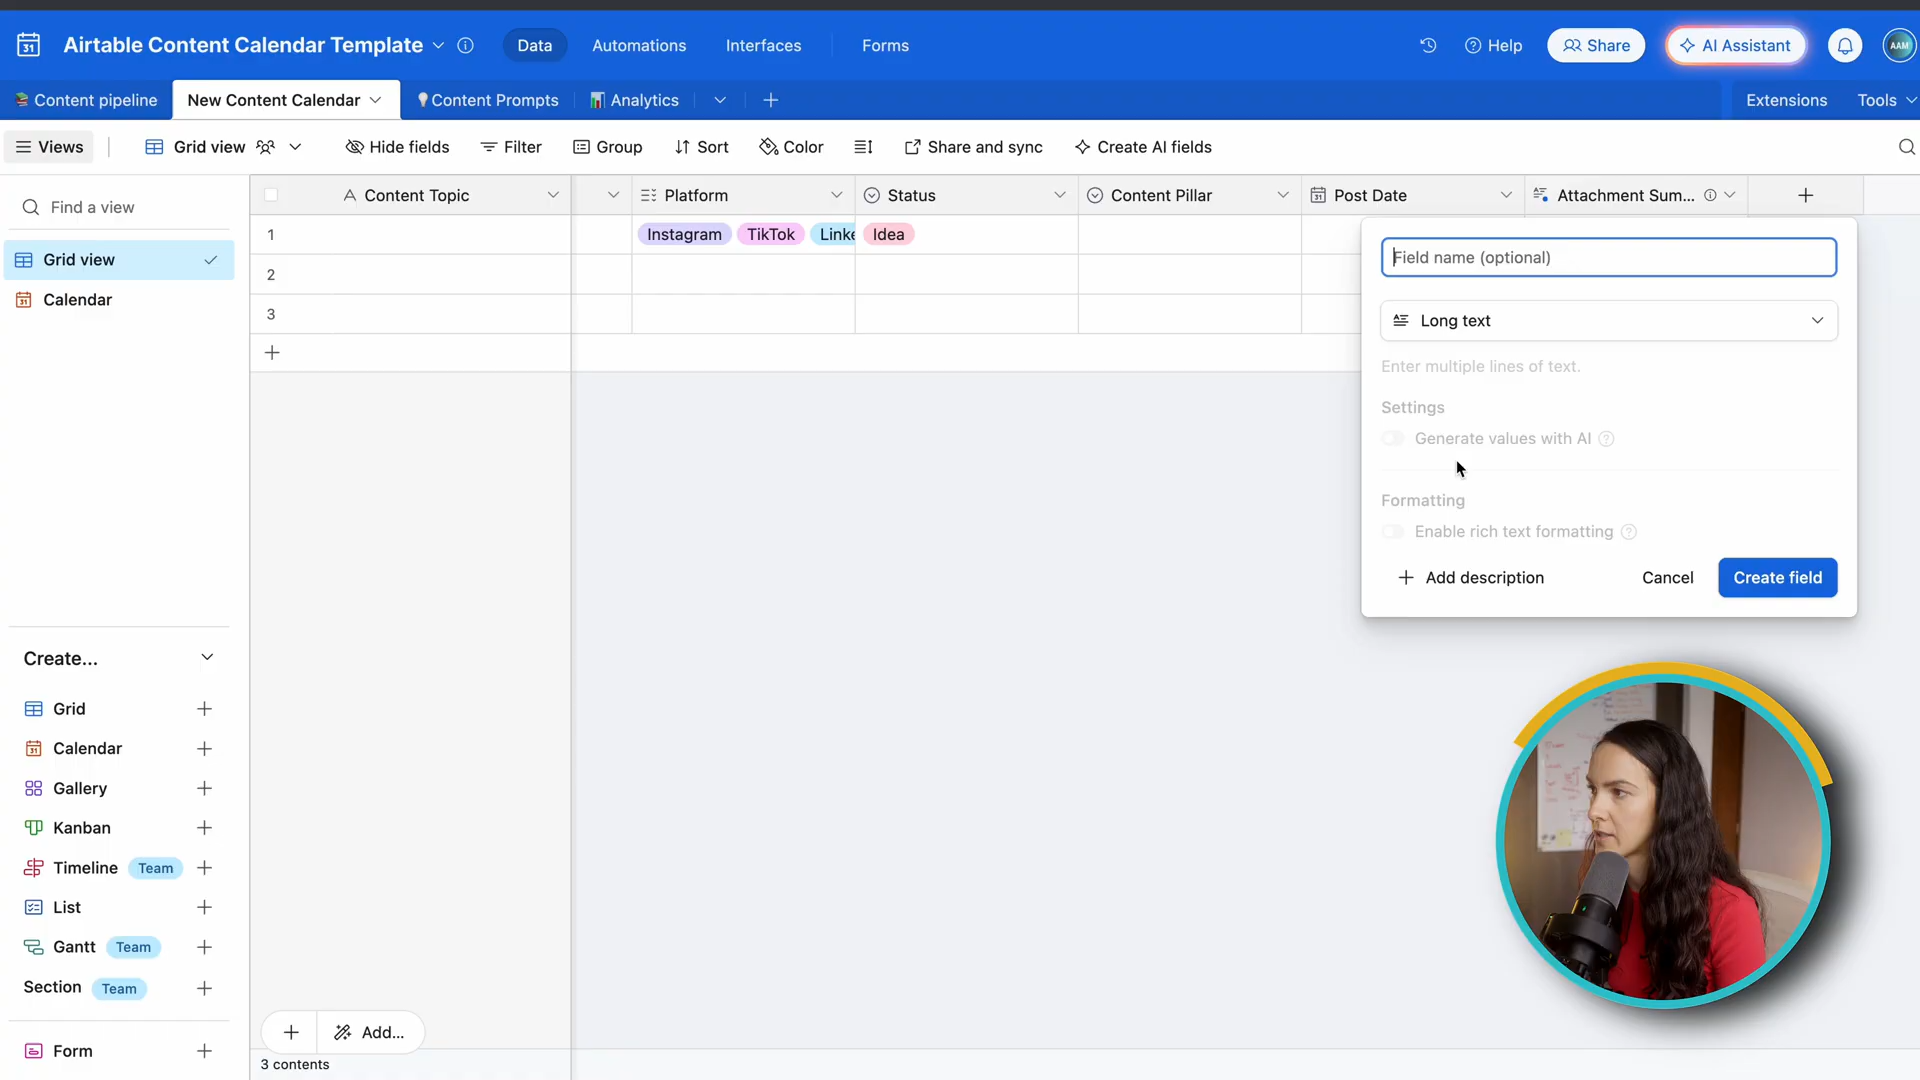 Airtable Content Calendar Template
Data
Automations
Interfaces
Forms
Help
Share
AI Assistant
AAM
Content pipeline
New Content Calendar
Content Prompts
Analytics
Extensions
Tools
Views
Grid view
Hide fields
Filter
Group
Sort
Color
Share and sync
Create AI fields
Find a view
Grid view
Calendar
Content Topic
Platform
Status
Content Pillar
Post Date
Attachment Sum...
1
Instagram
TikTok
Linke
Idea
2
3
Field name (optional)
Long text
Enter multiple lines of text.
Settings
Generate values with AI
Formatting
Enable rich text formatting
Add description
Cancel
Create field
Create...
Grid
Calendar
Gallery
Kanban
Timeline Team
List
Gantt Team
Section Team
Form
Add...
3 contents